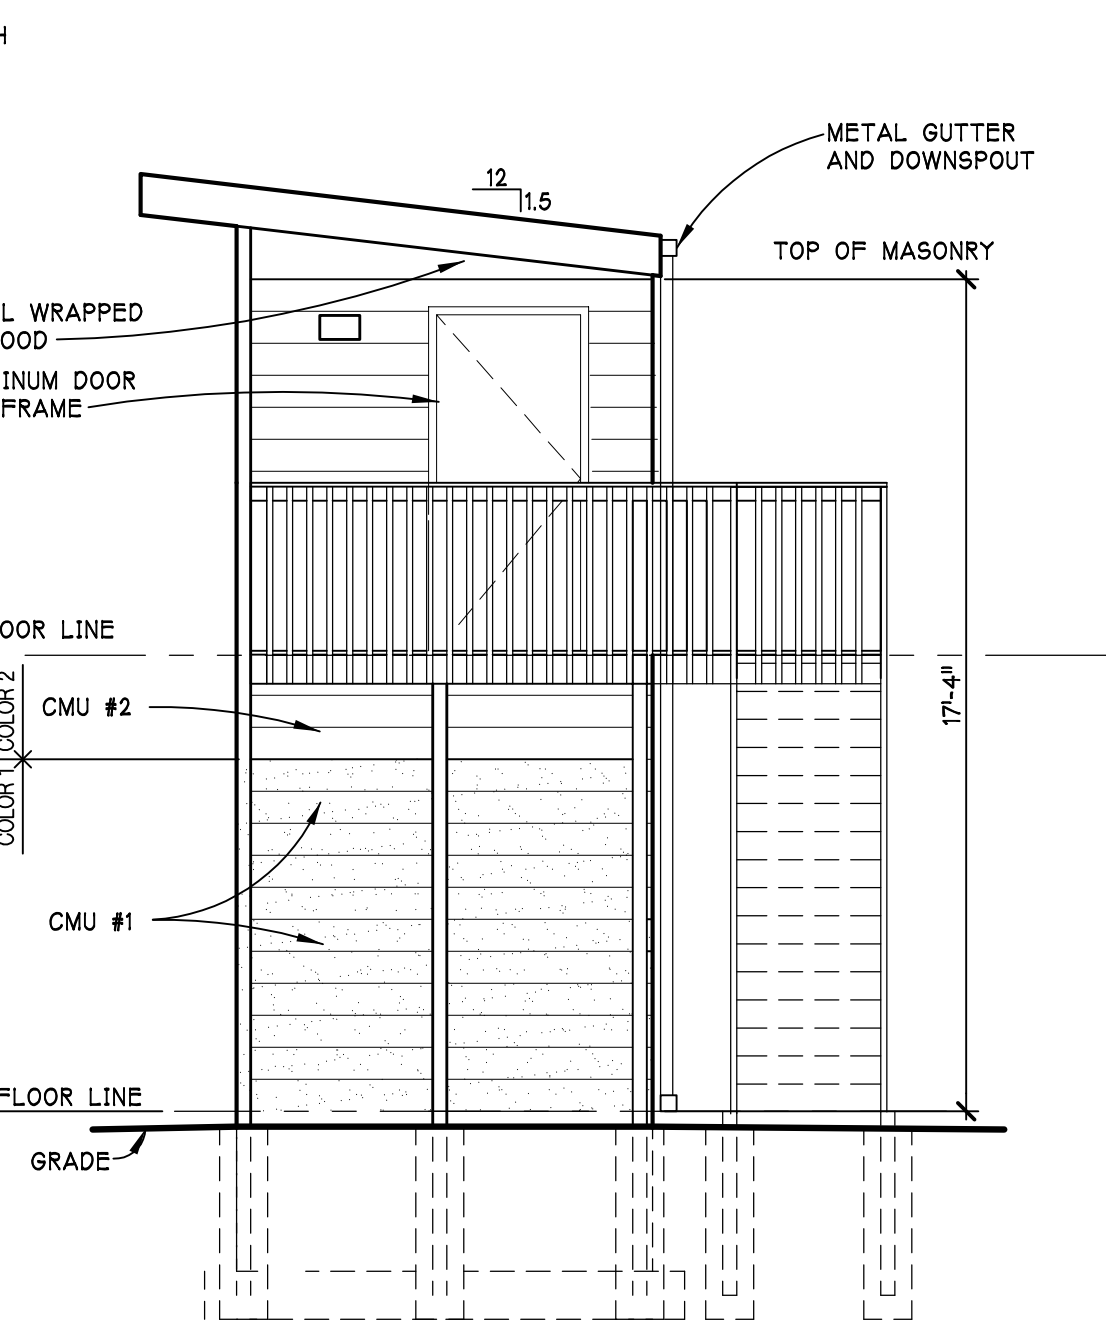 H
METAL GUTTER
AND DOWNSPOUT
12
1.5
TOP OF MASONRY
L WRAPPED
OOD
INUM DOOR
FRAME
OOR LINE
COLOR 2
CMU #2
17'-4"
COLOR 1
CMU #1
FLOOR LINE
GRADE